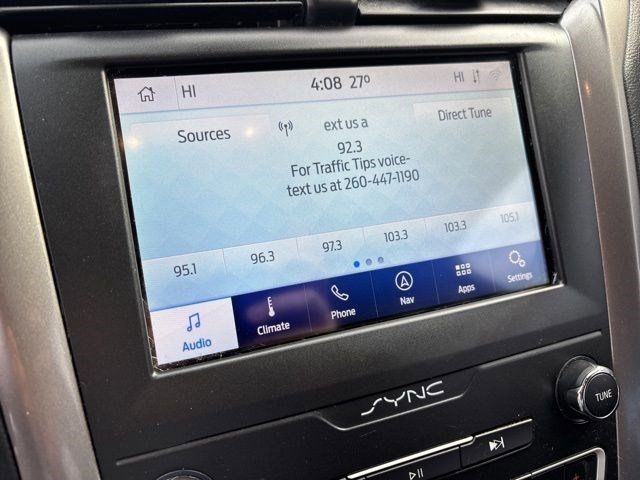 HI 4:08 27° HI
Sources ext us a Direct Tune
92.3
For Traffic Tips voice-
text us at 260-447-1190
95.1 96.3 97.3 103.3 103.3 105.1
Audio Climate Phone Nav Apps Settings
SYNC
TUNE